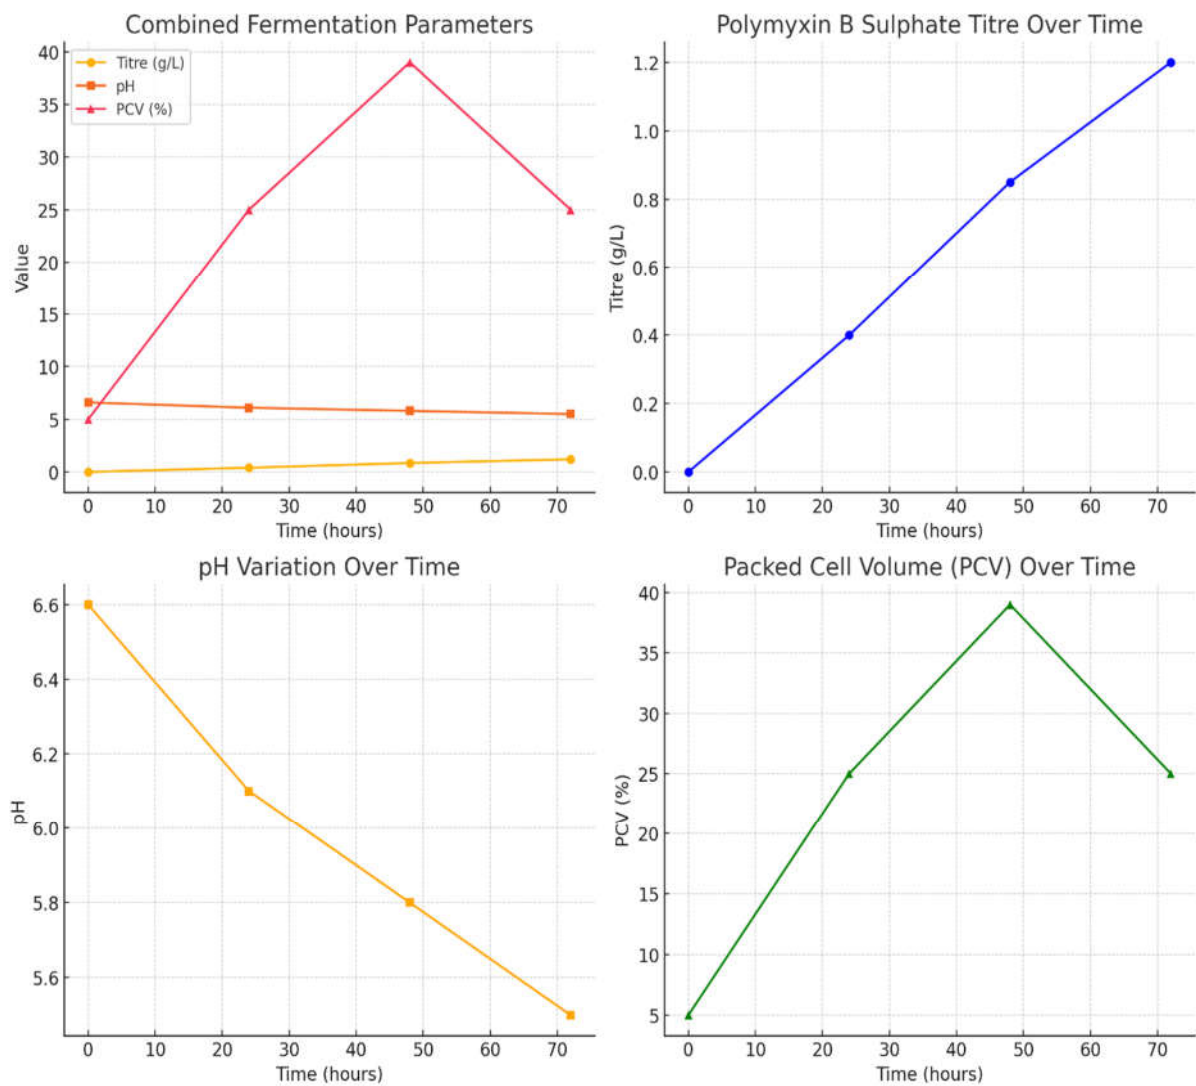 Combined Fermentation Parameters
Titre (g/L)
pH
PCV (%)
40
35
30
25
20
15
10
5
0
Value
0 10 20 30 40 50 60 70
Time (hours)
Polymyxin B Sulphate Titre Over Time
1.2
1.0
0.8
0.6
0.4
0.2
0.0
Titre (g/L)
0 10 20 30 40 50 60 70
Time (hours)
pH Variation Over Time
6.6
6.4
6.2
6.0
5.8
5.6
pH
0 10 20 30 40 50 60 70
Time (hours)
Packed Cell Volume (PCV) Over Time
40
35
30
25
20
15
10
5
PCV (%)
0 10 20 30 40 50 60 70
Time (hours)